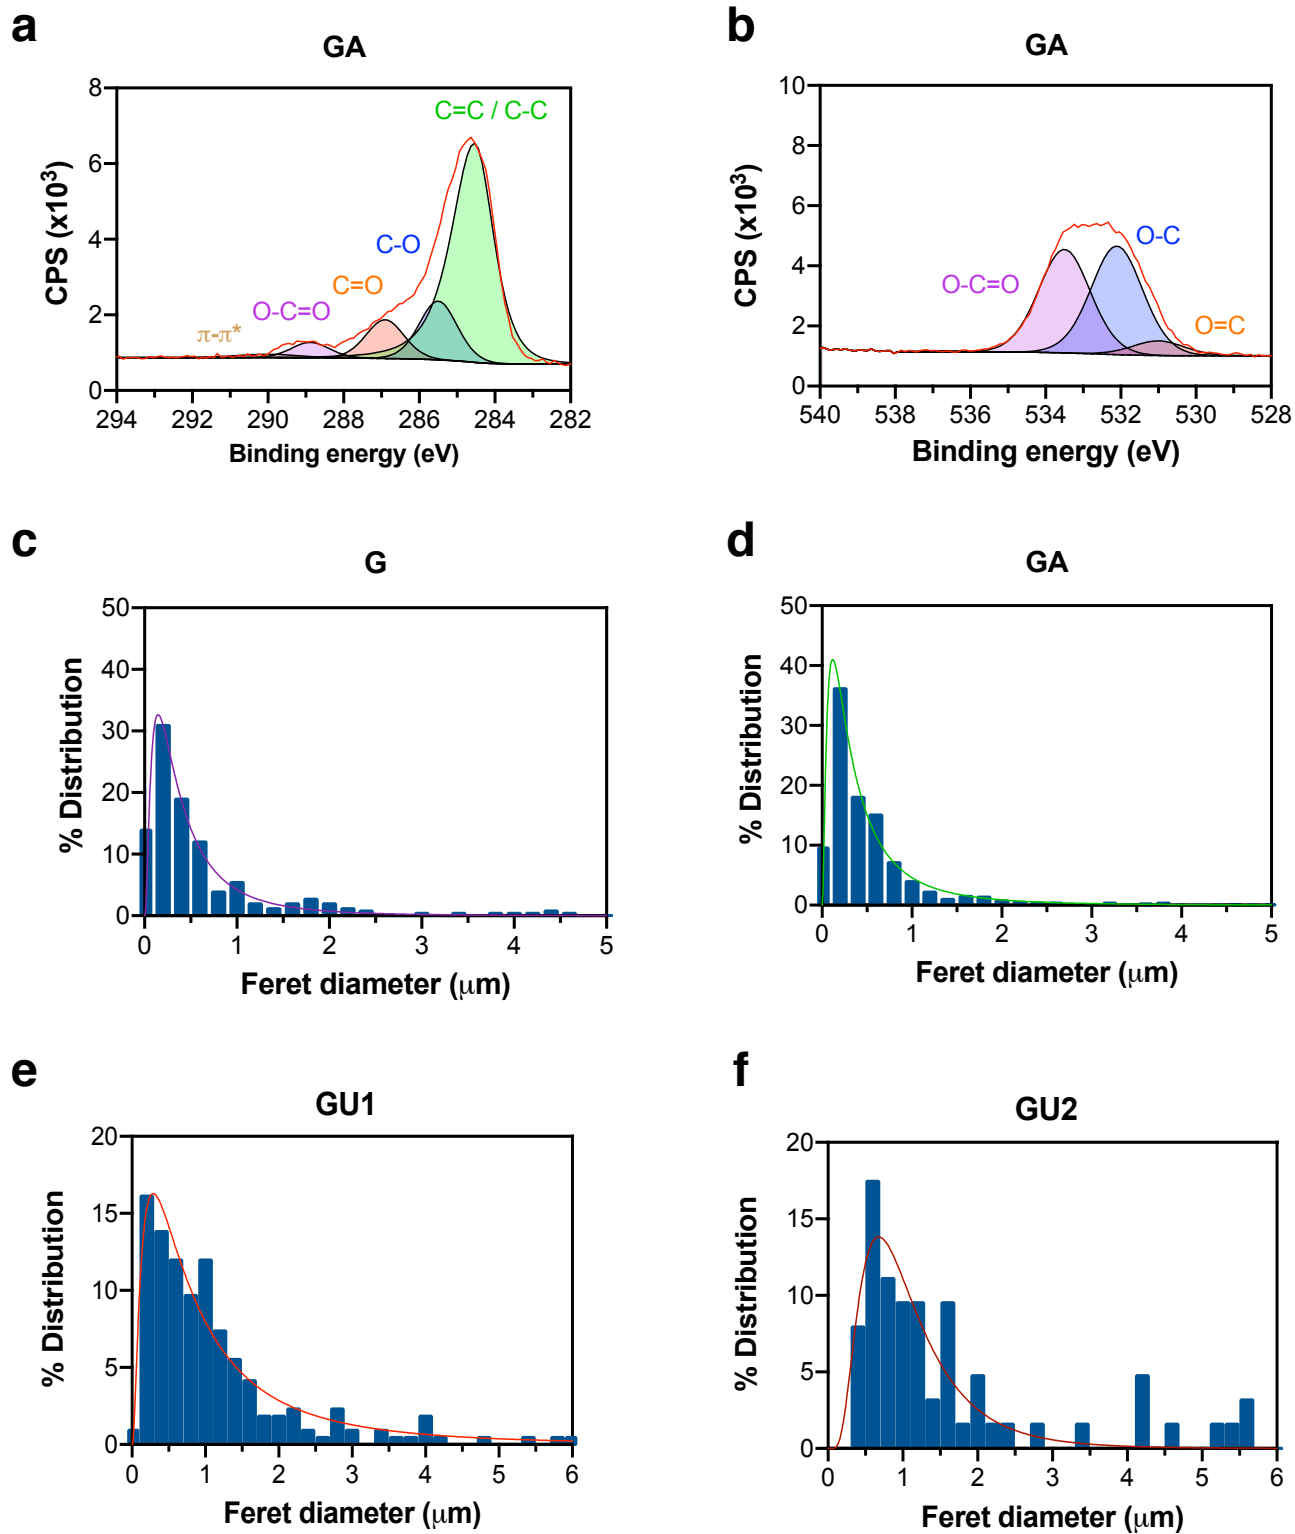 a
GA
8
6
4
2
0
CPS (x10³)
C=C / C-C
C-O
C=O
O-C=O
π-π*
294 292 290 288 286 284 282
Binding energy (eV)
b
GA
10
8
6
4
2
0
CPS (x10³)
O-C
O-C=O
O=C
540 538 536 534 532 530 528
Binding energy (eV)
c
G
50
40
30
20
10
0
% Distribution
0 1 2 3 4 5
Feret diameter (μm)
d
GA
50
40
30
20
10
0
% Distribution
0 1 2 3 4 5
Feret diameter (μm)
e
GU1
20
15
10
5
0
% Distribution
0 1 2 3 4 5 6
Feret diameter (μm)
f
GU2
20
15
10
5
0
% Distribution
0 1 2 3 4 5 6
Feret diameter (μm)